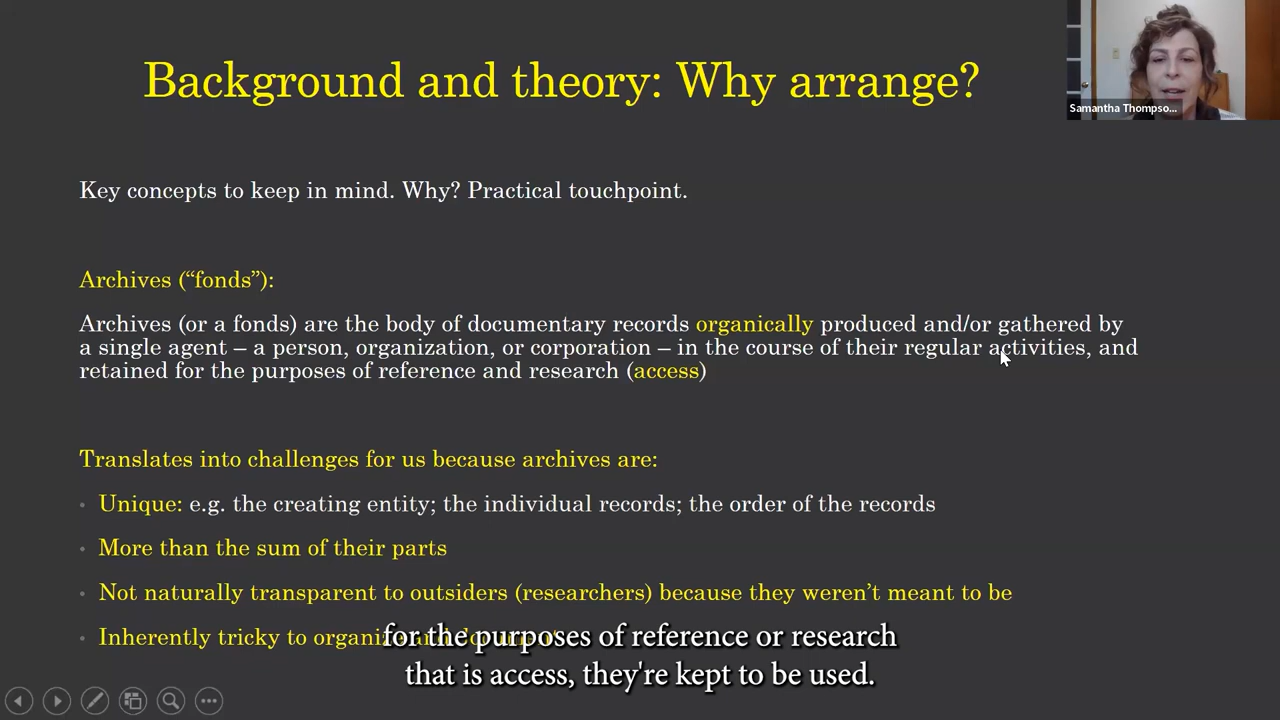 Background and theory: Why arrange?
Samantha Thompso...
Key concepts to keep in mind. Why? Practical touchpoint.
Archives (“fonds”):
Archives (or a fonds) are the body of documentary records organically produced and/or gathered by
a single agent – a person, organization, or corporation – in the course of their regular activities, and
retained for the purposes of reference and research (access)
Translates into challenges for us because archives are:
• Unique: e.g. the creating entity; the individual records; the order of the records
• More than the sum of their parts
• Not naturally transparent to outsiders (researchers) because they weren’t meant to be
• Inherently tricky to
for the purposes of reference or research
that is access, they're kept to be used.